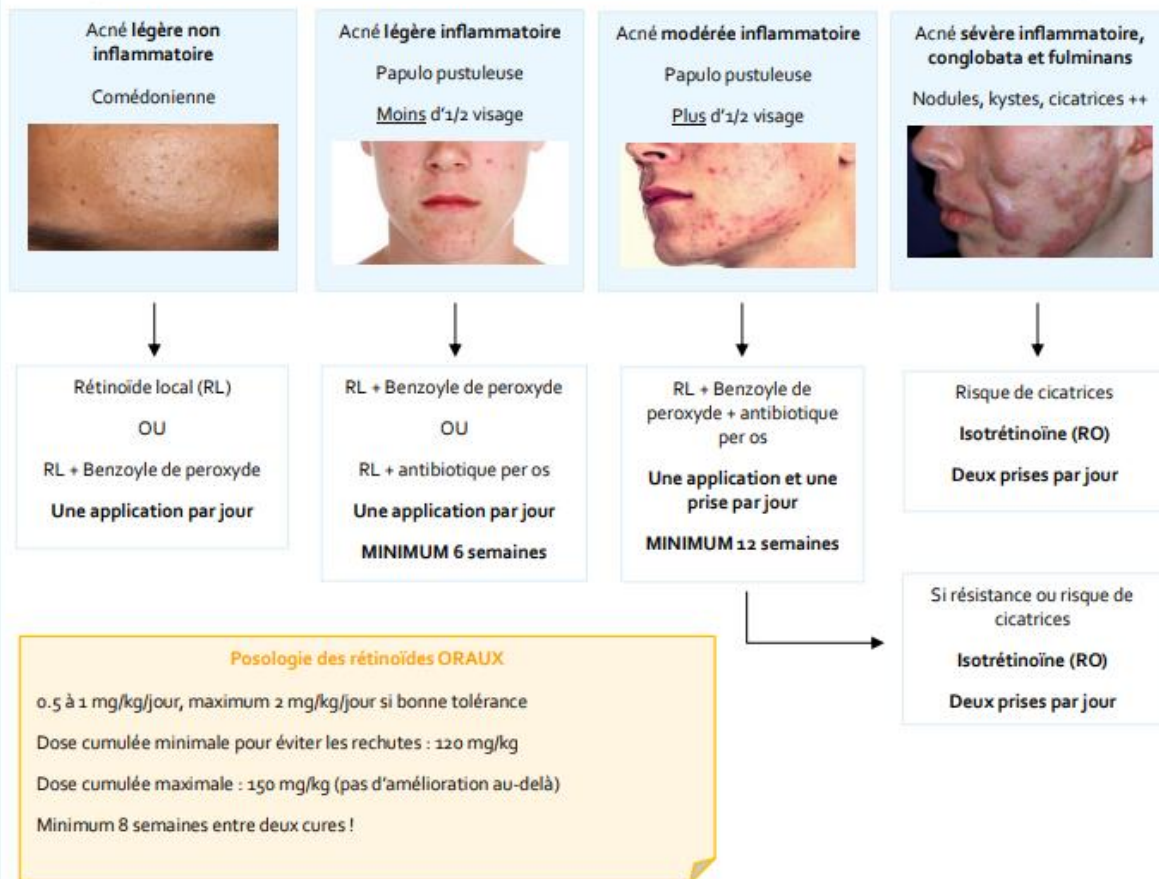 Acné légère non
inflammatoire
Comédonienne
Acné légère inflammatoire
Papulo pustuleuse
Moins d'1/2 visage
Acné modérée inflammatoire
Papulo pustuleuse
Plus d'1/2 visage
Acné sévère inflammatoire,
conglobata et fulminans
Nodules, kystes, cicatrices ++
Rétinoïde local (RL)
OU
RL + Benzoyle de peroxyde
Une application par jour
RL + Benzoyle de peroxyde
OU
RL + antibiotique per os
Une application par jour
MINIMUM 6 semaines
RL + Benzoyle de
peroxyde + antibiotique
per os
Une application et une
prise par jour
MINIMUM 12 semaines
Risque de cicatrices
Isotrétinoïne (RO)
Deux prises par jour
Si résistance ou risque de
cicatrices
Isotrétinoïne (RO)
Deux prises par jour
Posologie des rétinoïdes ORAUX
0.5 à 1 mg/kg/jour, maximum 2 mg/kg/jour si bonne tolérance
Dose cumulée minimale pour éviter les rechutes : 120 mg/kg
Dose cumulée maximale : 150 mg/kg (pas d'amélioration au-delà)
Minimum 8 semaines entre deux cures !